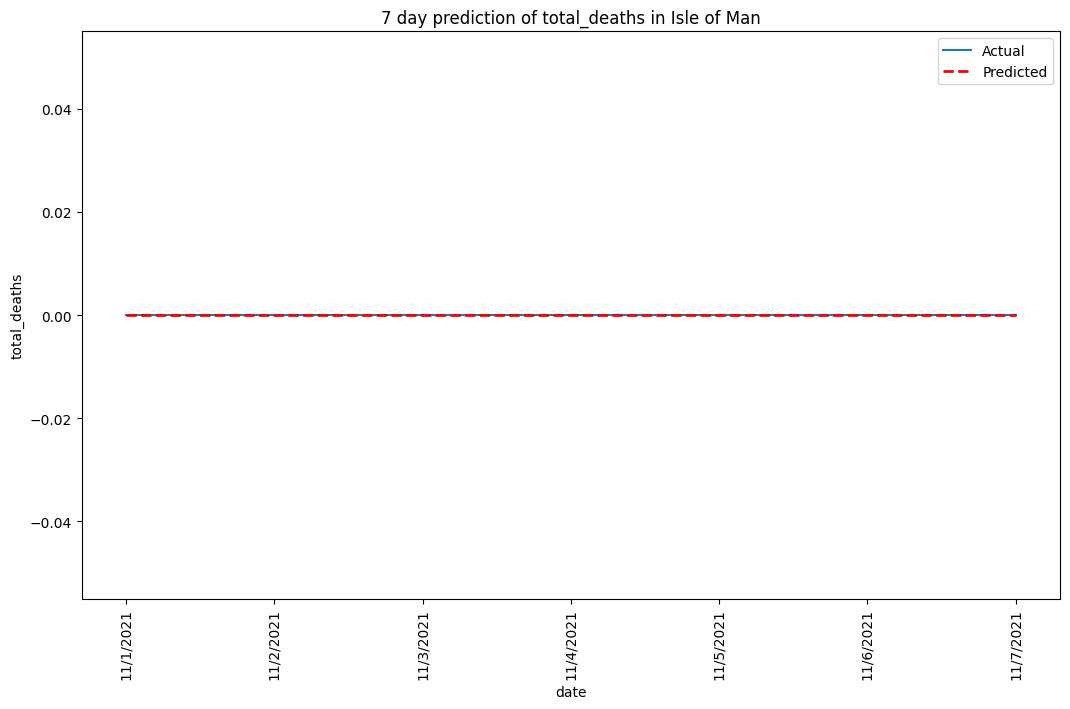 7 day prediction of total_deaths in Isle of Man
Actual
Predicted
0.04
0.02
0.00
−0.02
−0.04
total_deaths
11/1/2021
11/2/2021
11/3/2021
11/4/2021
11/5/2021
11/6/2021
11/7/2021
date